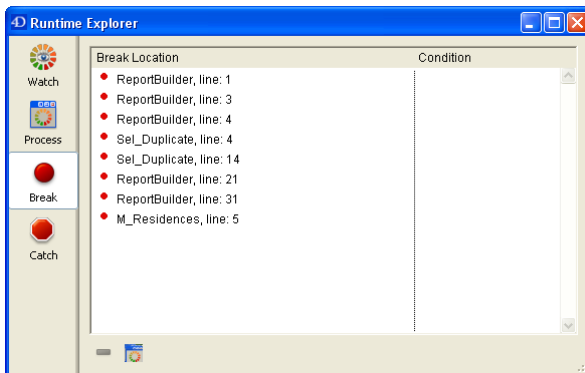 4D Runtime Explorer
Watch
Process
Break
Catch
Break Location Condition
ReportBuilder, line: 1
ReportBuilder, line: 3
ReportBuilder, line: 4
Sel_Duplicate, line: 4
Sel_Duplicate, line: 14
ReportBuilder, line: 21
ReportBuilder, line: 31
M_Residences, line: 5